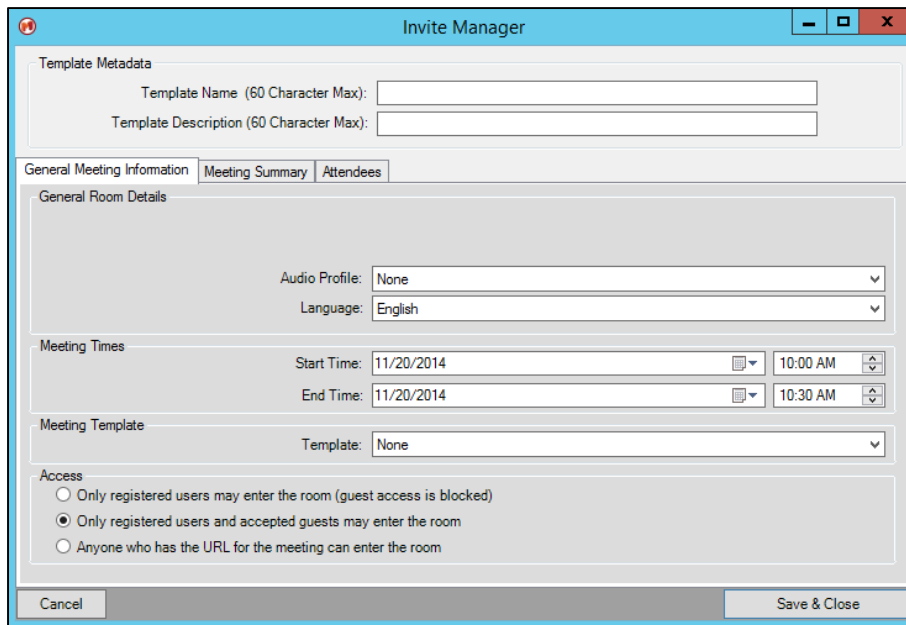 Invite Manager
Template Metadata
Template Name (60 Character Max):
Template Description (60 Character Max):
General Meeting Information Meeting Summary Attendees
General Room Details
Audio Profile: None
Language: English
Meeting Times
Start Time: 11/20/2014 10:00 AM
End Time: 11/20/2014 10:30 AM
Meeting Template
Template: None
Access
Only registered users may enter the room (guest access is blocked)
Only registered users and accepted guests may enter the room
Anyone who has the URL for the meeting can enter the room
Cancel Save & Close